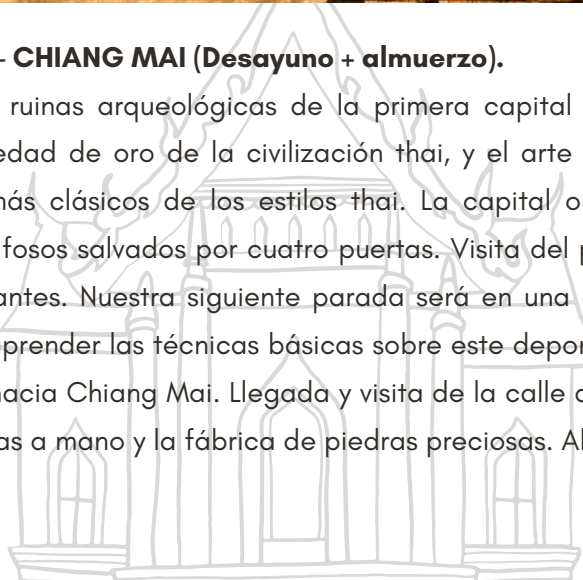 - CHIANG MAI (Desayuno + almuerzo).
ruinas arqueológicas de la primera capital
edad de oro de la civilización thai, y el arte
más clásicos de los estilos thai. La capital o
fosos salvados por cuatro puertas. Visita del
antes. Nuestra siguiente parada será en una
prender las técnicas básicas sobre este depor
hacia Chiang Mai. Llegada y visita de la calle
as a mano y la fábrica de piedras preciosas. Al